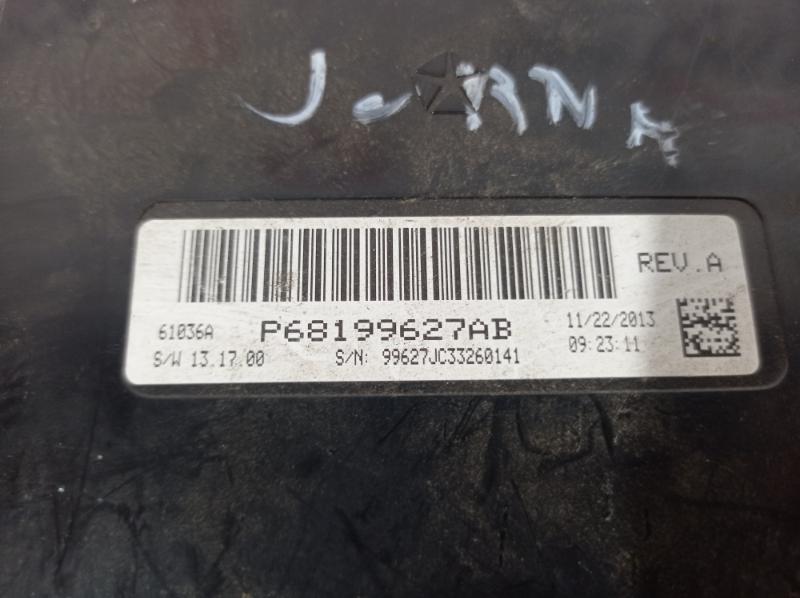 REV.A
61036A P68199627AB 11/22/2013
S/W 13.17.00 S/N: 99627JC33260141 09:23:11